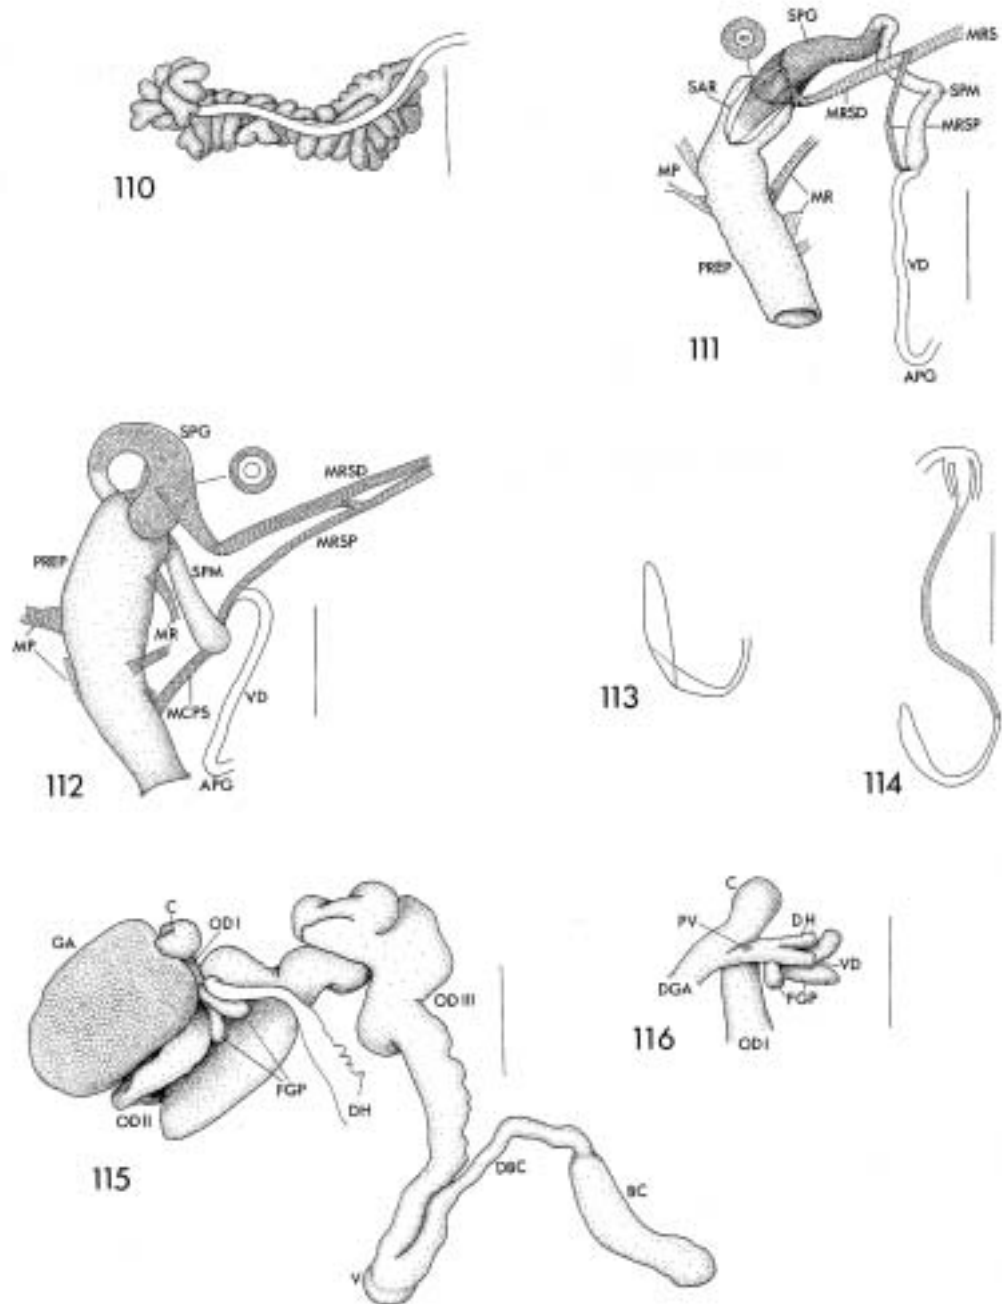 110
SPG
MRS
SAR
SPM
MRSD
MRSP
MP
MR
PREP
VD
111
APG
SPG
MRSD
MRSP
PREP
SPM
MR
MP
MCPS
VD
112
APG
113
114
C
GA
OD I
OD III
FGP
OD II
DH
115
DBC
BC
V
C
PV
DH
VD
DGA
FGP
116
OD I